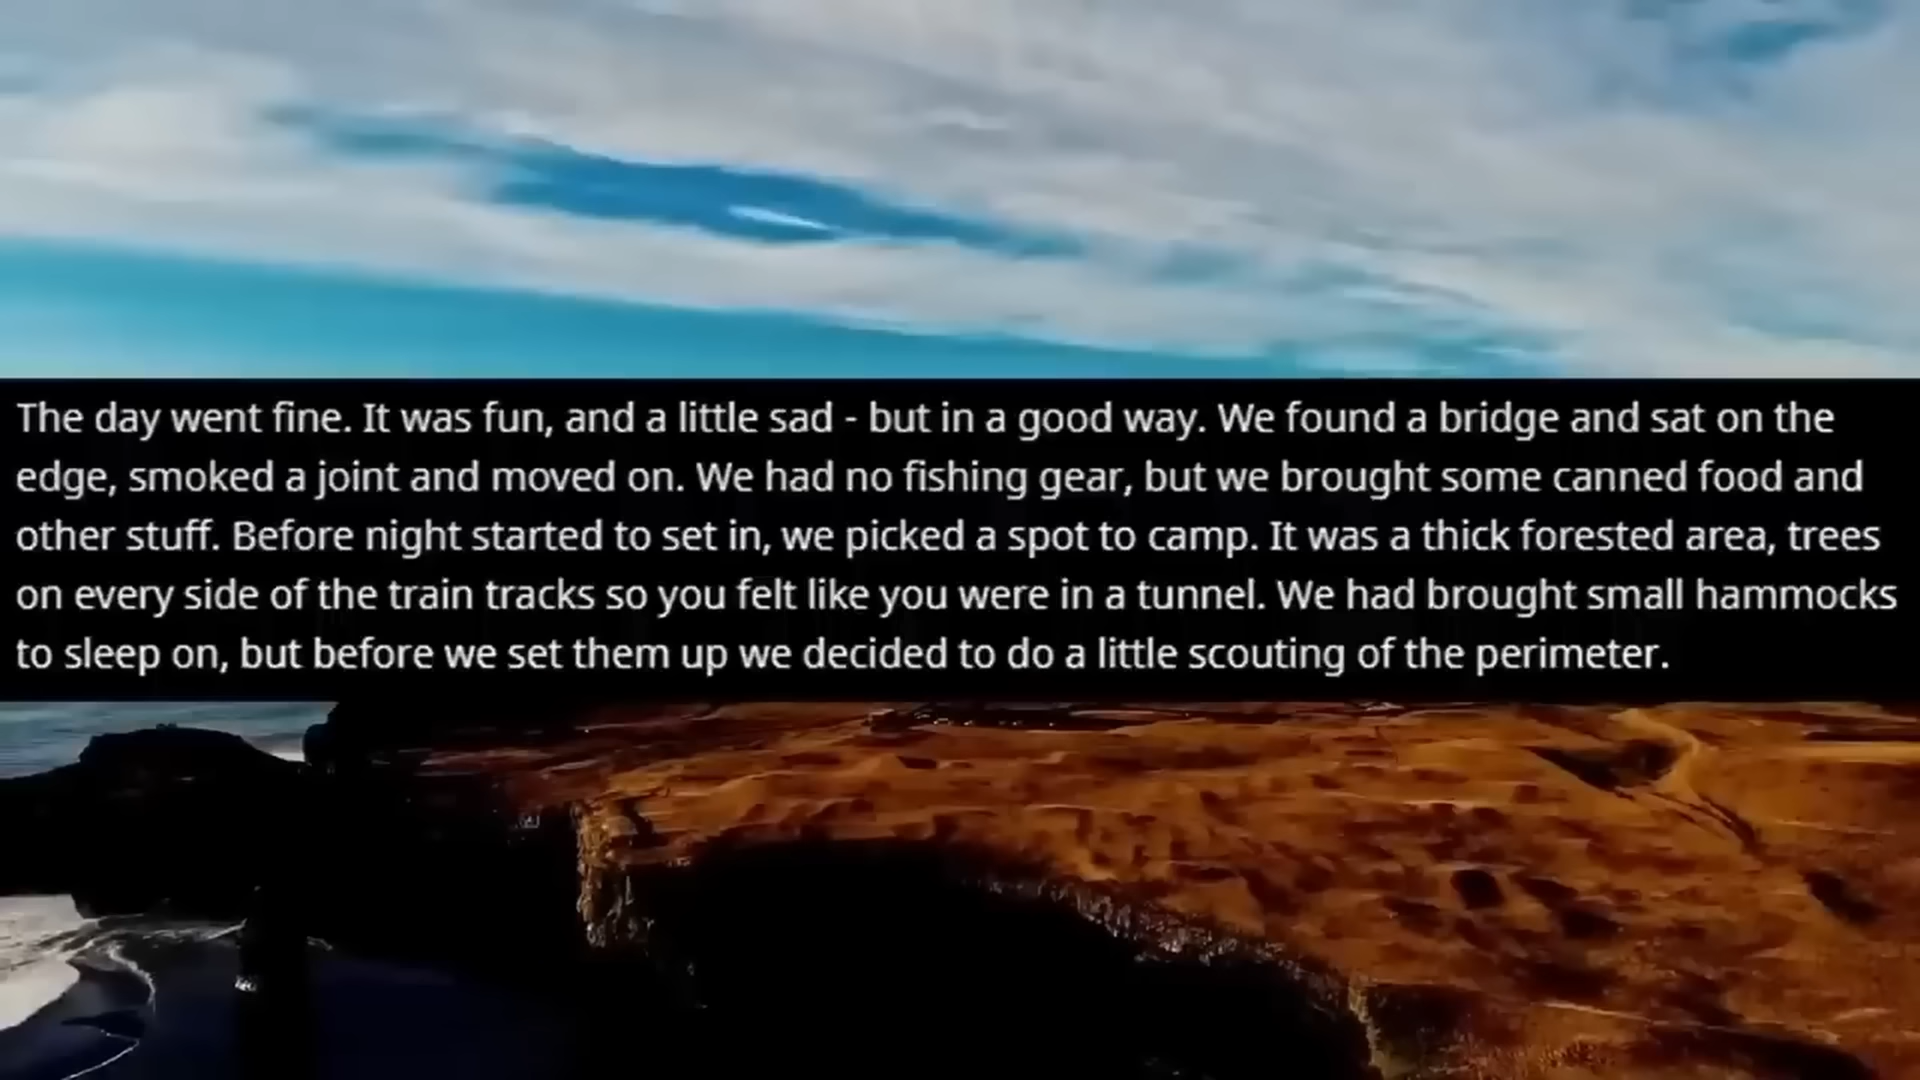 The day went fine. It was fun, and a little sad - but in a good way. We found a bridge and sat on the
edge, smoked a joint and moved on. We had no fishing gear, but we brought some canned food and
other stuff. Before night started to set in, we picked a spot to camp. It was a thick forested area, trees
on every side of the train tracks so you felt like you were in a tunnel. We had brought small hammocks
to sleep on, but before we set them up we decided to do a little scouting of the perimeter.